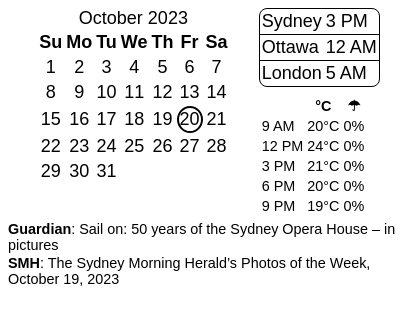 October 2023
Su Mo Tu We Th Fr Sa
1 2 3 4 5 6 7
8 9 10 11 12 13 14
15 16 17 18 19 20 21
22 23 24 25 26 27 28
29 30 31
Sydney 3 PM
Ottawa 12 AM
London 5 AM
°C ☂
9 AM 20°C 0%
12 PM 24°C 0%
3 PM 21°C 0%
6 PM 20°C 0%
9 PM 19°C 0%
Guardian: Sail on: 50 years of the Sydney Opera House – in
pictures
SMH: The Sydney Morning Herald’s Photos of the Week,
October 19, 2023